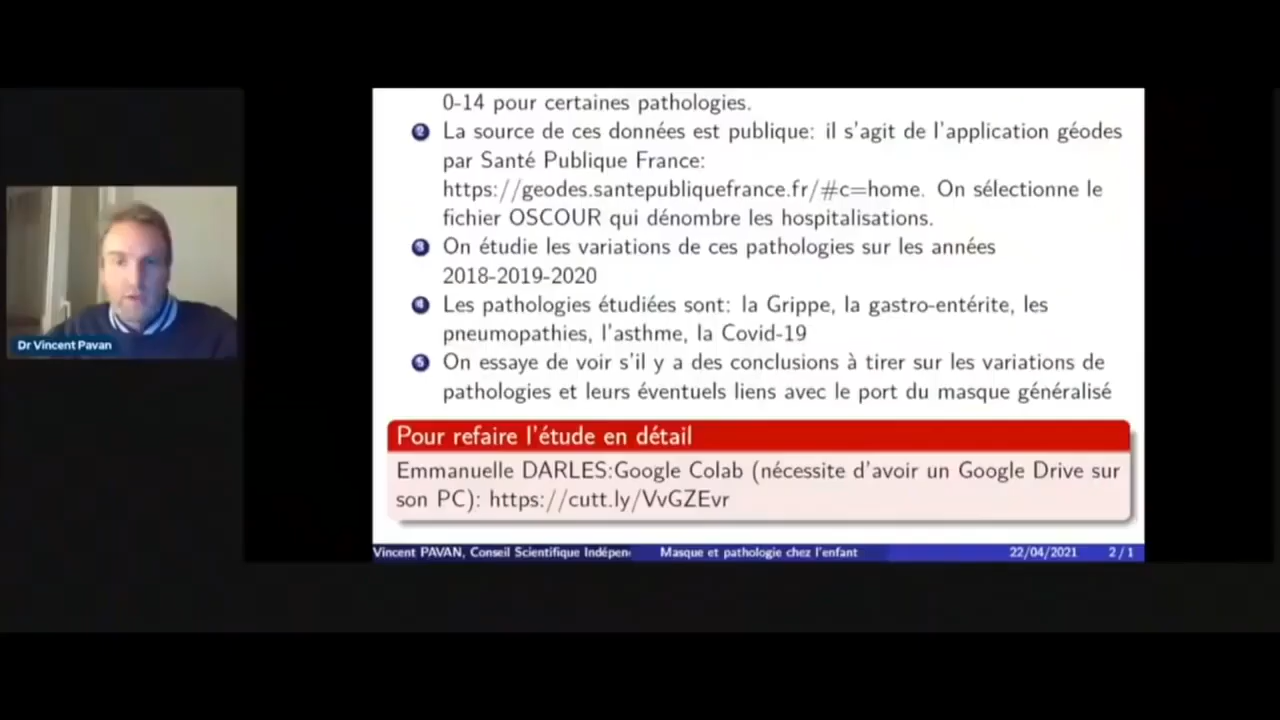 0-14 pour certaines pathologies.
2 La source de ces données est publique: il s'agit de l'application géodes
par Santé Publique France:
https://geodes.santepubliquefrance.fr/#c=home. On sélectionne le
fichier OSCOUR qui dénombre les hospitalisations.
3 On étudie les variations de ces pathologies sur les années
2018-2019-2020
4 Les pathologies étudiées sont: la Grippe, la gastro-entérite, les
pneumopathies, l'asthme, la Covid-19
5 On essaye de voir s'il y a des conclusions à tirer sur les variations de
pathologies et leurs éventuels liens avec le port du masque généralisé
Dr Vincent Pavan
Pour refaire l'étude en détail
Emmanuelle DARLES:Google Colab (nécessite d'avoir un Google Drive sur
son PC): https://cutt.ly/VvGZEvr
Vincent PAVAN, Conseil Scientifique Indépen Masque et pathologie chez l'enfant 22/04/2021 2 / 1